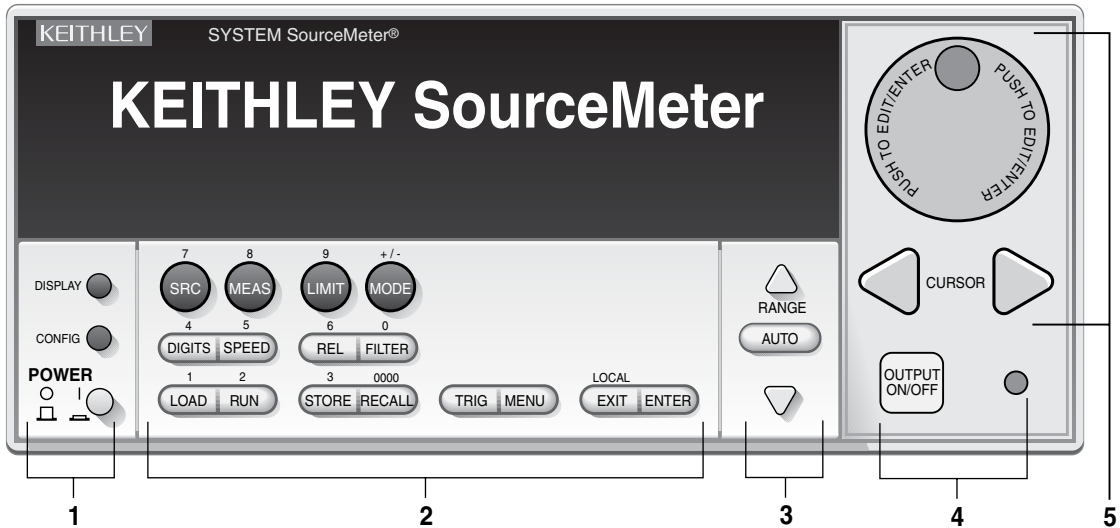 KEITHLEY SYSTEM SourceMeter®
KEITHLEY SourceMeter
PUSH TO EDIT/ENTER
PUSH TO EDIT/ENTER
7 8 9 +/-
DISPLAY SRC MEAS LIMIT MODE
4 5 6 0
CONFIG DIGITS SPEED REL FILTER
POWER
1 2 3 0000 LOCAL
LOAD RUN STORE RECALL TRIG MENU EXIT ENTER
RANGE
AUTO
CURSOR
OUTPUT
ON/OFF
1 2 3 4 5